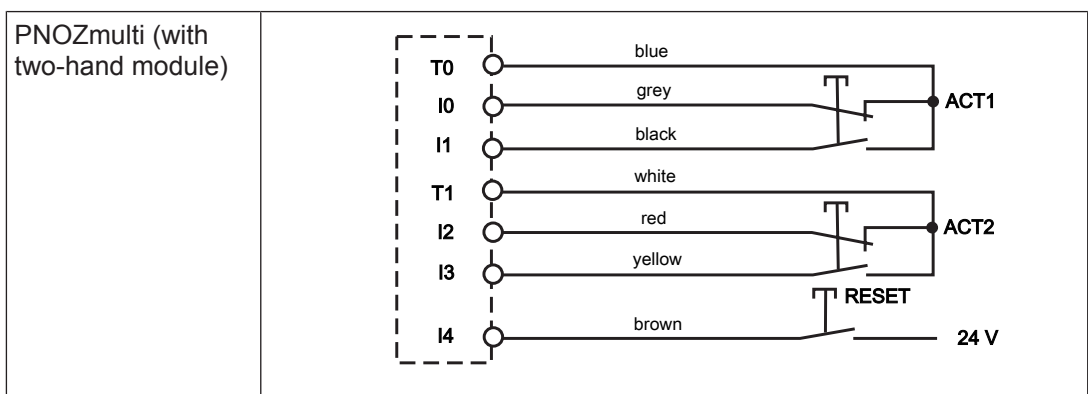 PNOZmulti (with
two-hand module)
T0
blue
I0
grey
ACT1
I1
black
T1
white
I2
red
ACT2
I3
yellow
RESET
I4
brown
24 V